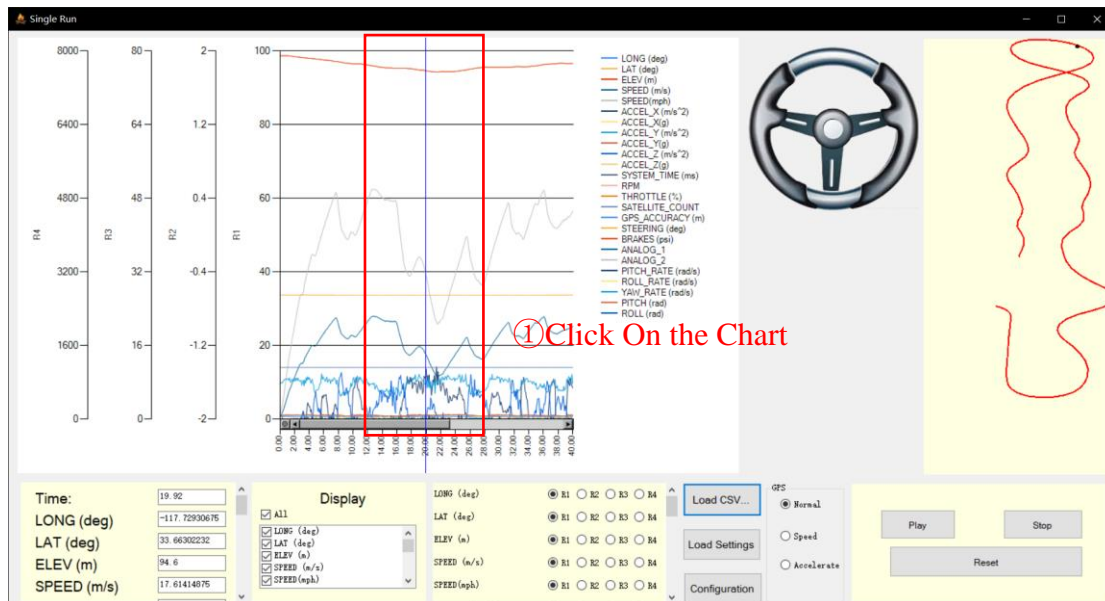 Single Run
8000 80 2 100
6400 64 1.2 80
4800 48 0.4 60
R4 R3 R2 R1
3200 32 -0.4 40
1600 16 -1.2 20
0 0 -2 0
0.00 2.00 4.00 6.00 8.00 10.00 12.00 14.00 16.00 18.00 20.00 22.00 24.00 26.00 28.00 30.00 32.00 34.00 36.00 38.00 40.00
LONG (deg)
LAT (deg)
ELEV (m)
SPEED (m/s)
SPEED(mph)
ACCEL_X (m/s^2)
ACCEL_X(g)
ACCEL_Y (m/s^2)
ACCEL_Y(g)
ACCEL_Z (m/s^2)
ACCEL_Z(g)
SYSTEM_TIME (ms)
RPM
THROTTLE (%)
SATELLITE_COUNT
GPS_ACCURACY (m)
STEERING (deg)
BRAKES (psi)
ANALOG_1
ANALOG_2
PITCH_RATE (rad/s)
ROLL_RATE (rad/s)
YAW_RATE (rad/s)
PITCH (rad)
ROLL (rad)
①Click On the Chart
Time: 19.92
LONG (deg) -117.72930675
LAT (deg) 33.66302232
ELEV (m) 94.6
SPEED (m/s) 17.61414875
Display
All
LONG (deg)
LAT (deg)
ELEV (m)
SPEED (m/s)
SPEED(mph)
LONG (deg) R1 R2 R3 R4
LAT (deg) R1 R2 R3 R4
ELEV (m) R1 R2 R3 R4
SPEED (m/s) R1 R2 R3 R4
SPEED(mph) R1 R2 R3 R4
Load CSV...
Load Settings
Configuration
GPS
Normal
Speed
Accelerate
Play Stop
Reset